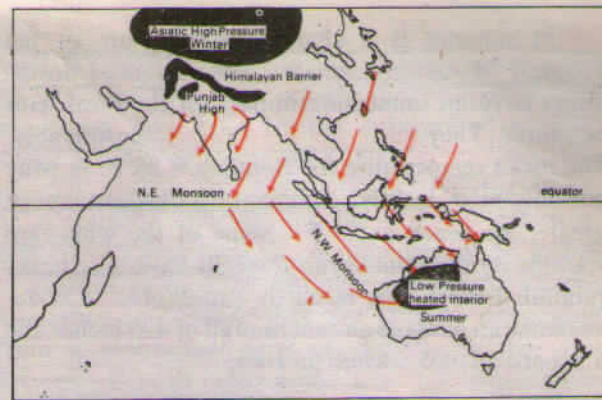 Asiatic High Pressure
Winter
Himalayan Barrier
Punjab
High
N.E. Monsoon
equator
N.W. Monsoon
Low Pressure
heated interior
Summer